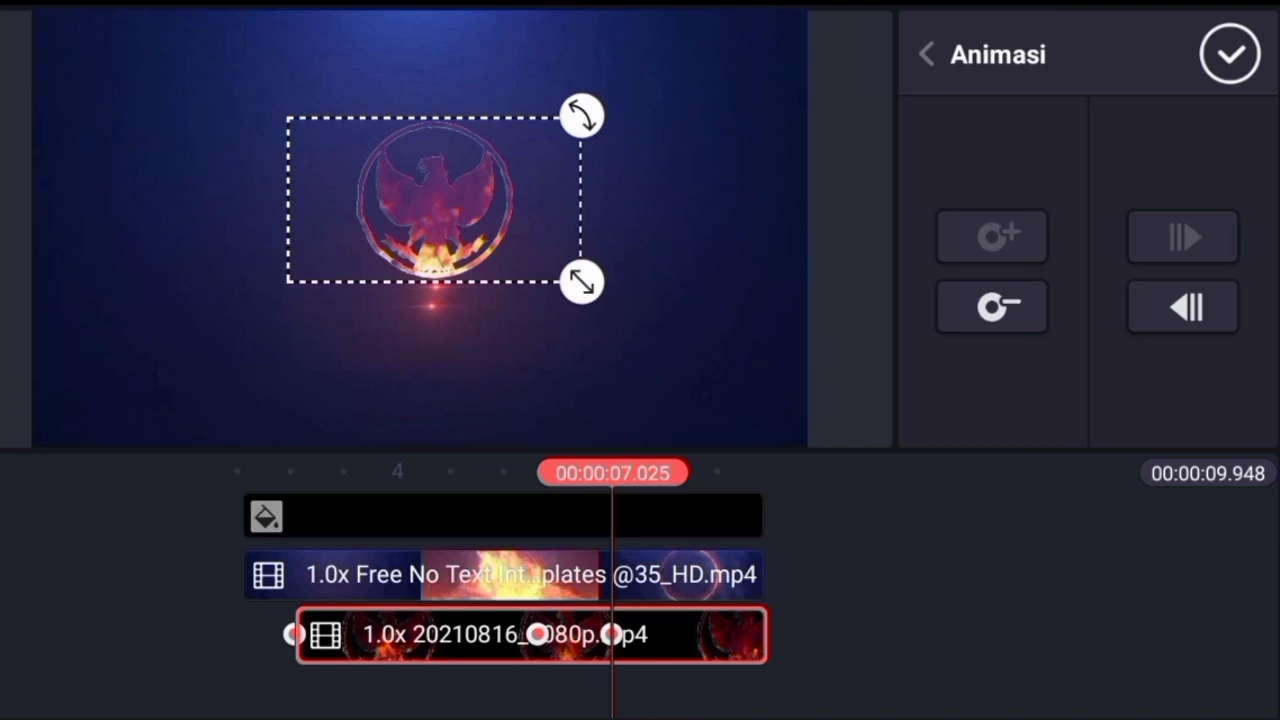 Animasi
4
00:00:07.025
00:00:09.948
1.0x Free No Text Int...plates @35_HD.mp4
1.0x 20210816_ 080p. p4